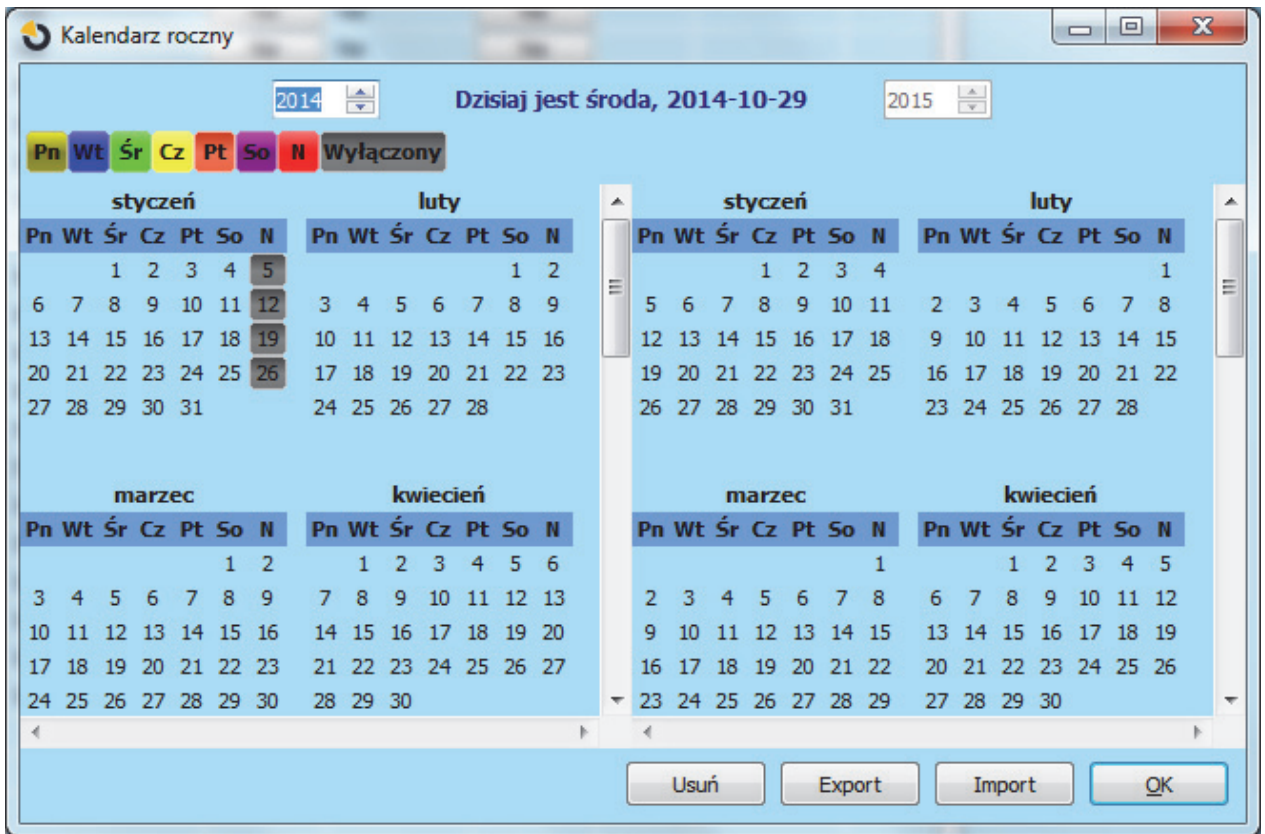 Kalendarz roczny
2014 Dzisiaj jest środa, 2014-10-29 2015
Pn Wt Śr Cz Pt So N Wyłączony
styczeń luty styczeń luty
Pn Wt Śr Cz Pt So N Pn Wt Śr Cz Pt So N Pn Wt Śr Cz Pt So N Pn Wt Śr Cz Pt So N
1 2 3 4 5 1 2 1 2 3 4 1
6 7 8 9 10 11 12 3 4 5 6 7 8 9 5 6 7 8 9 10 11 2 3 4 5 6 7 8
13 14 15 16 17 18 19 10 11 12 13 14 15 16 12 13 14 15 16 17 18 9 10 11 12 13 14 15
20 21 22 23 24 25 26 17 18 19 20 21 22 23 19 20 21 22 23 24 25 16 17 18 19 20 21 22
27 28 29 30 31 24 25 26 27 28 26 27 28 29 30 31 23 24 25 26 27 28
marzec kwiecień marzec kwiecień
Pn Wt Śr Cz Pt So N Pn Wt Śr Cz Pt So N Pn Wt Śr Cz Pt So N Pn Wt Śr Cz Pt So N
1 2 1 2 3 4 5 6 1 1 2 3 4 5
3 4 5 6 7 8 9 7 8 9 10 11 12 13 2 3 4 5 6 7 8 6 7 8 9 10 11 12
10 11 12 13 14 15 16 14 15 16 17 18 19 20 9 10 11 12 13 14 15 13 14 15 16 17 18 19
17 18 19 20 21 22 23 21 22 23 24 25 26 27 16 17 18 19 20 21 22 20 21 22 23 24 25 26
24 25 26 27 28 29 30 28 29 30 23 24 25 26 27 28 29 27 28 29 30
Usuń Export Import OK